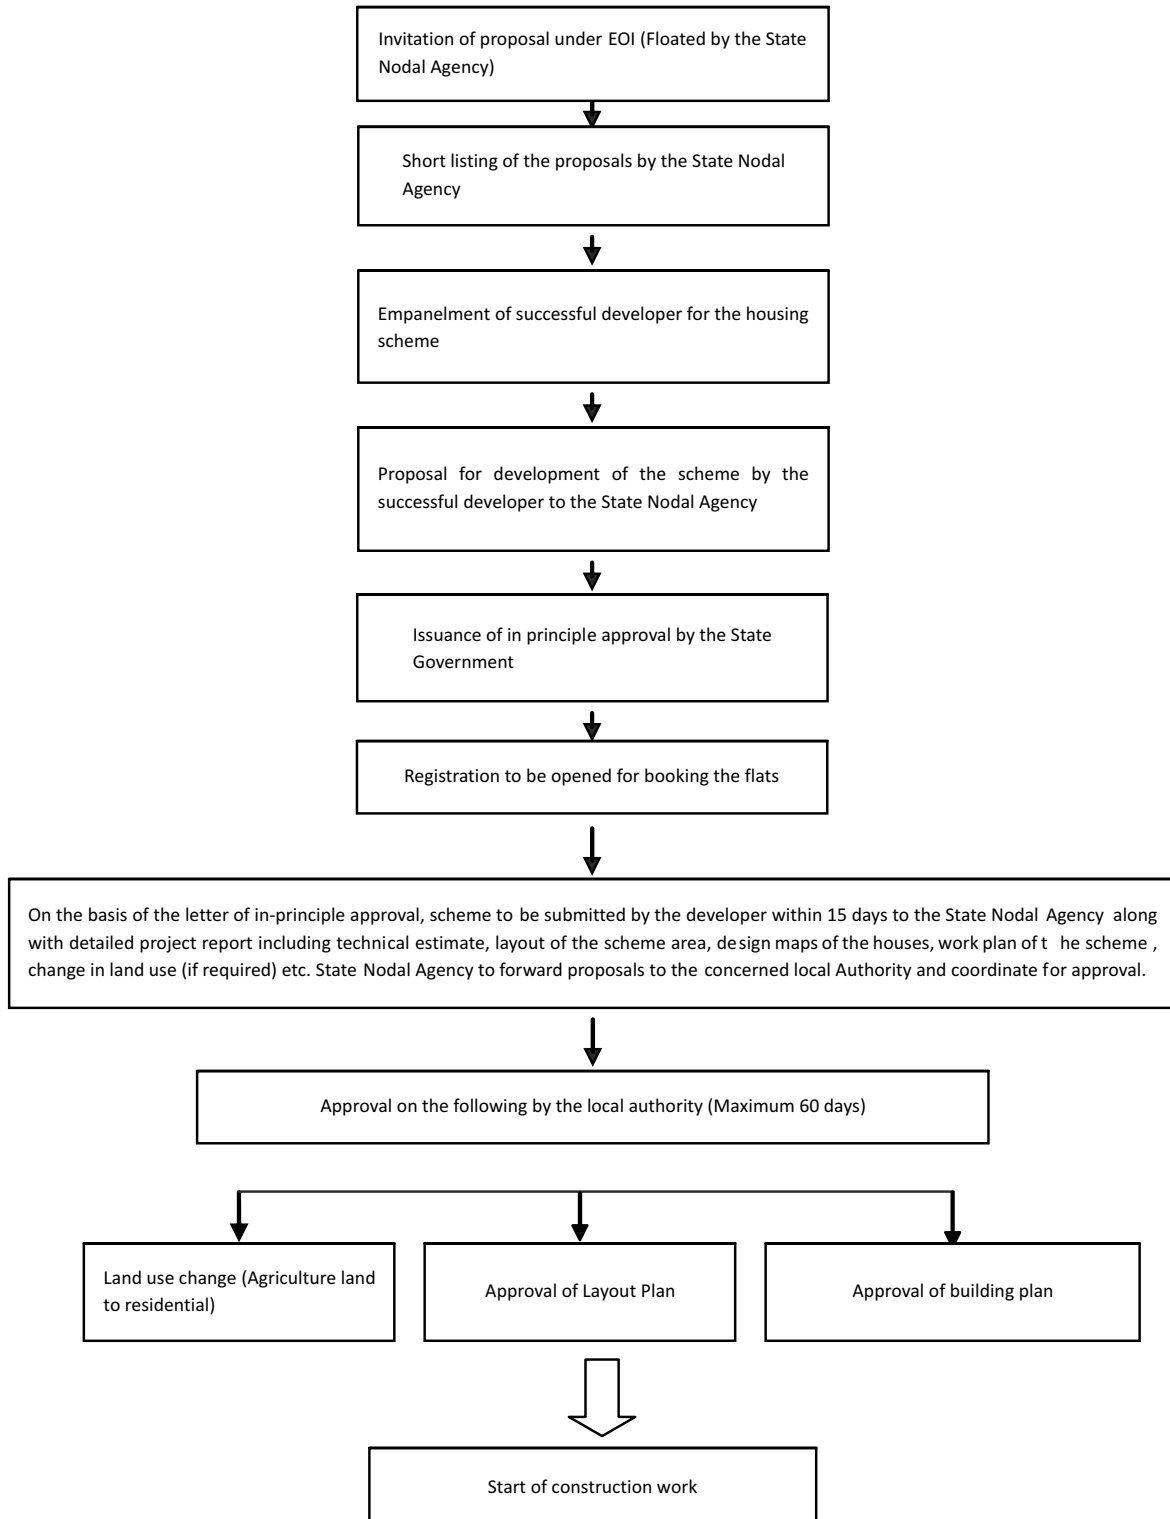 Invitation of proposal under EOI (Floated by the State
Nodal Agency)
Short listing of the proposals by the State Nodal
Agency
Empanelment of successful developer for the housing
scheme
Proposal for development of the scheme by the
successful developer to the State Nodal Agency
Issuance of in principle approval by the State
Government
Registration to be opened for booking the flats
On the basis of the letter of in-principle approval, scheme to be submitted by the developer within 15 days to the State Nodal Agency along
with detailed project report including technical estimate, layout of the scheme area, design maps of the houses, work plan of t he scheme ,
change in land use (if required) etc. State Nodal Agency to forward proposals to the concerned local Authority and coordinate for approval.
Approval on the following by the local authority (Maximum 60 days)
Land use change (Agriculture land
to residential)
Approval of Layout Plan
Approval of building plan
Start of construction work